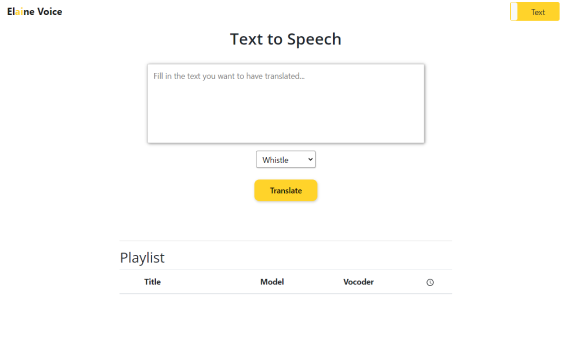 Elaine Voice
Text
Text to Speech
Fill in the text you want to have translated...
Whistle
Translate
Playlist
Title Model Vocoder